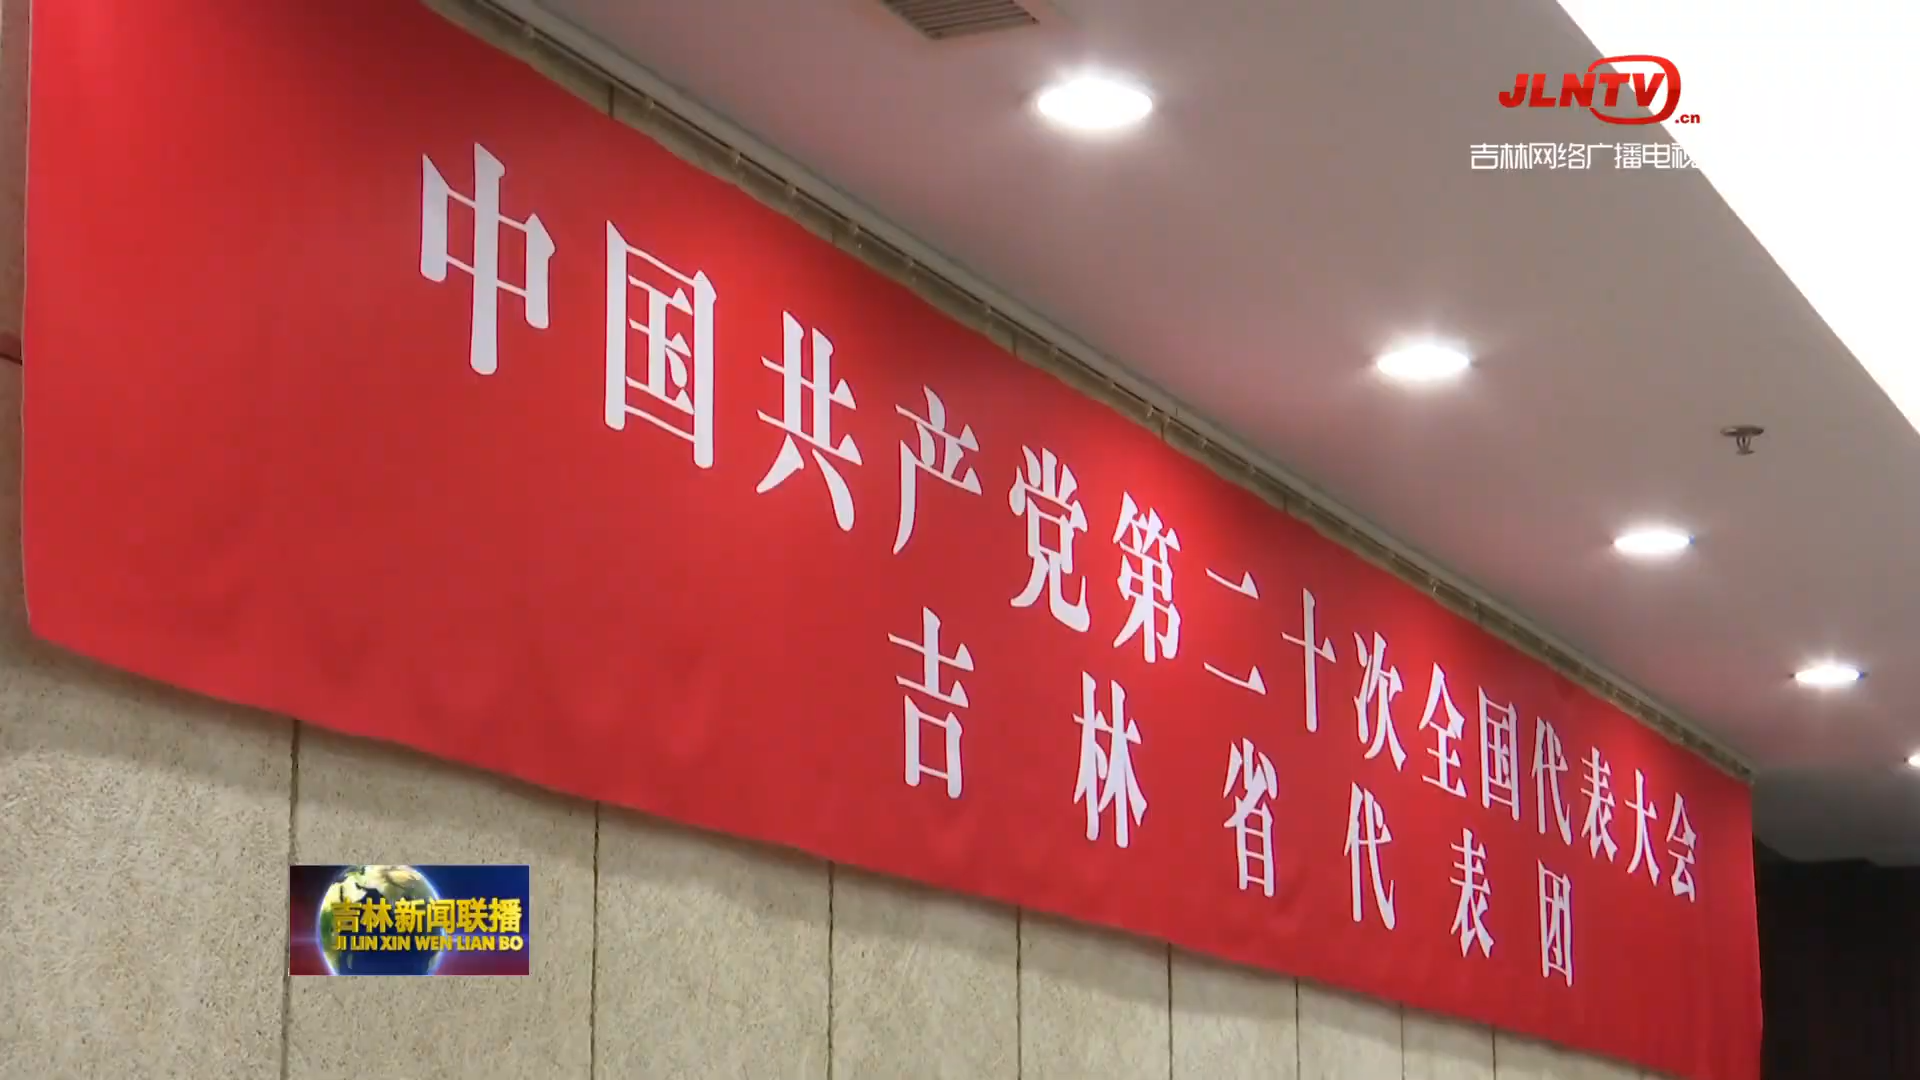 JLNTV.cn
吉林网络广播电视
中国共产党第二十次全国代表大会
吉林省代表团
吉林新闻联播
JI LIN XIN WEN LIAN BO